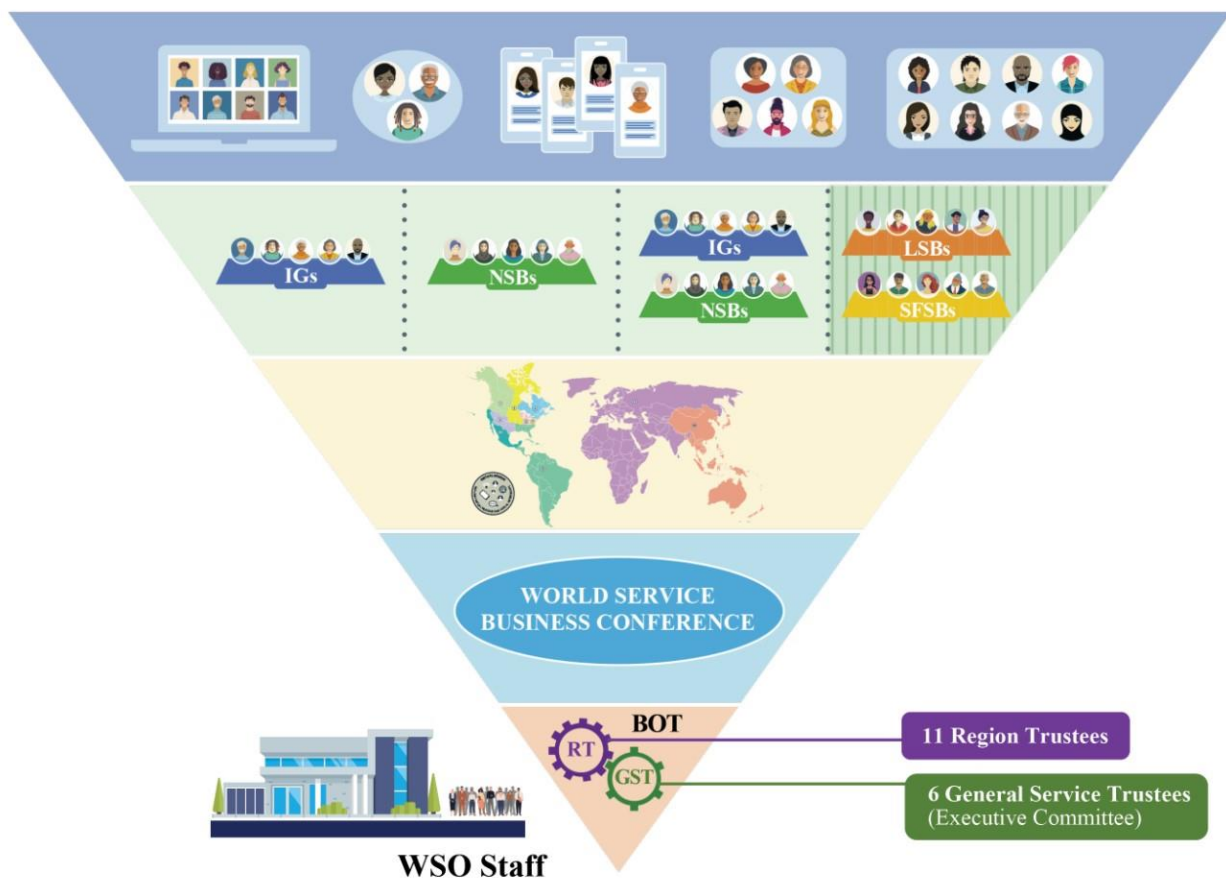 IGs
NSBs
IGs
NSBs
LSBs
SFSBs
WORLD SERVICE
BUSINESS CONFERENCE
BOT
RT
GST
11 Region Trustees
6 General Service Trustees
(Executive Committee)
WSO Staff